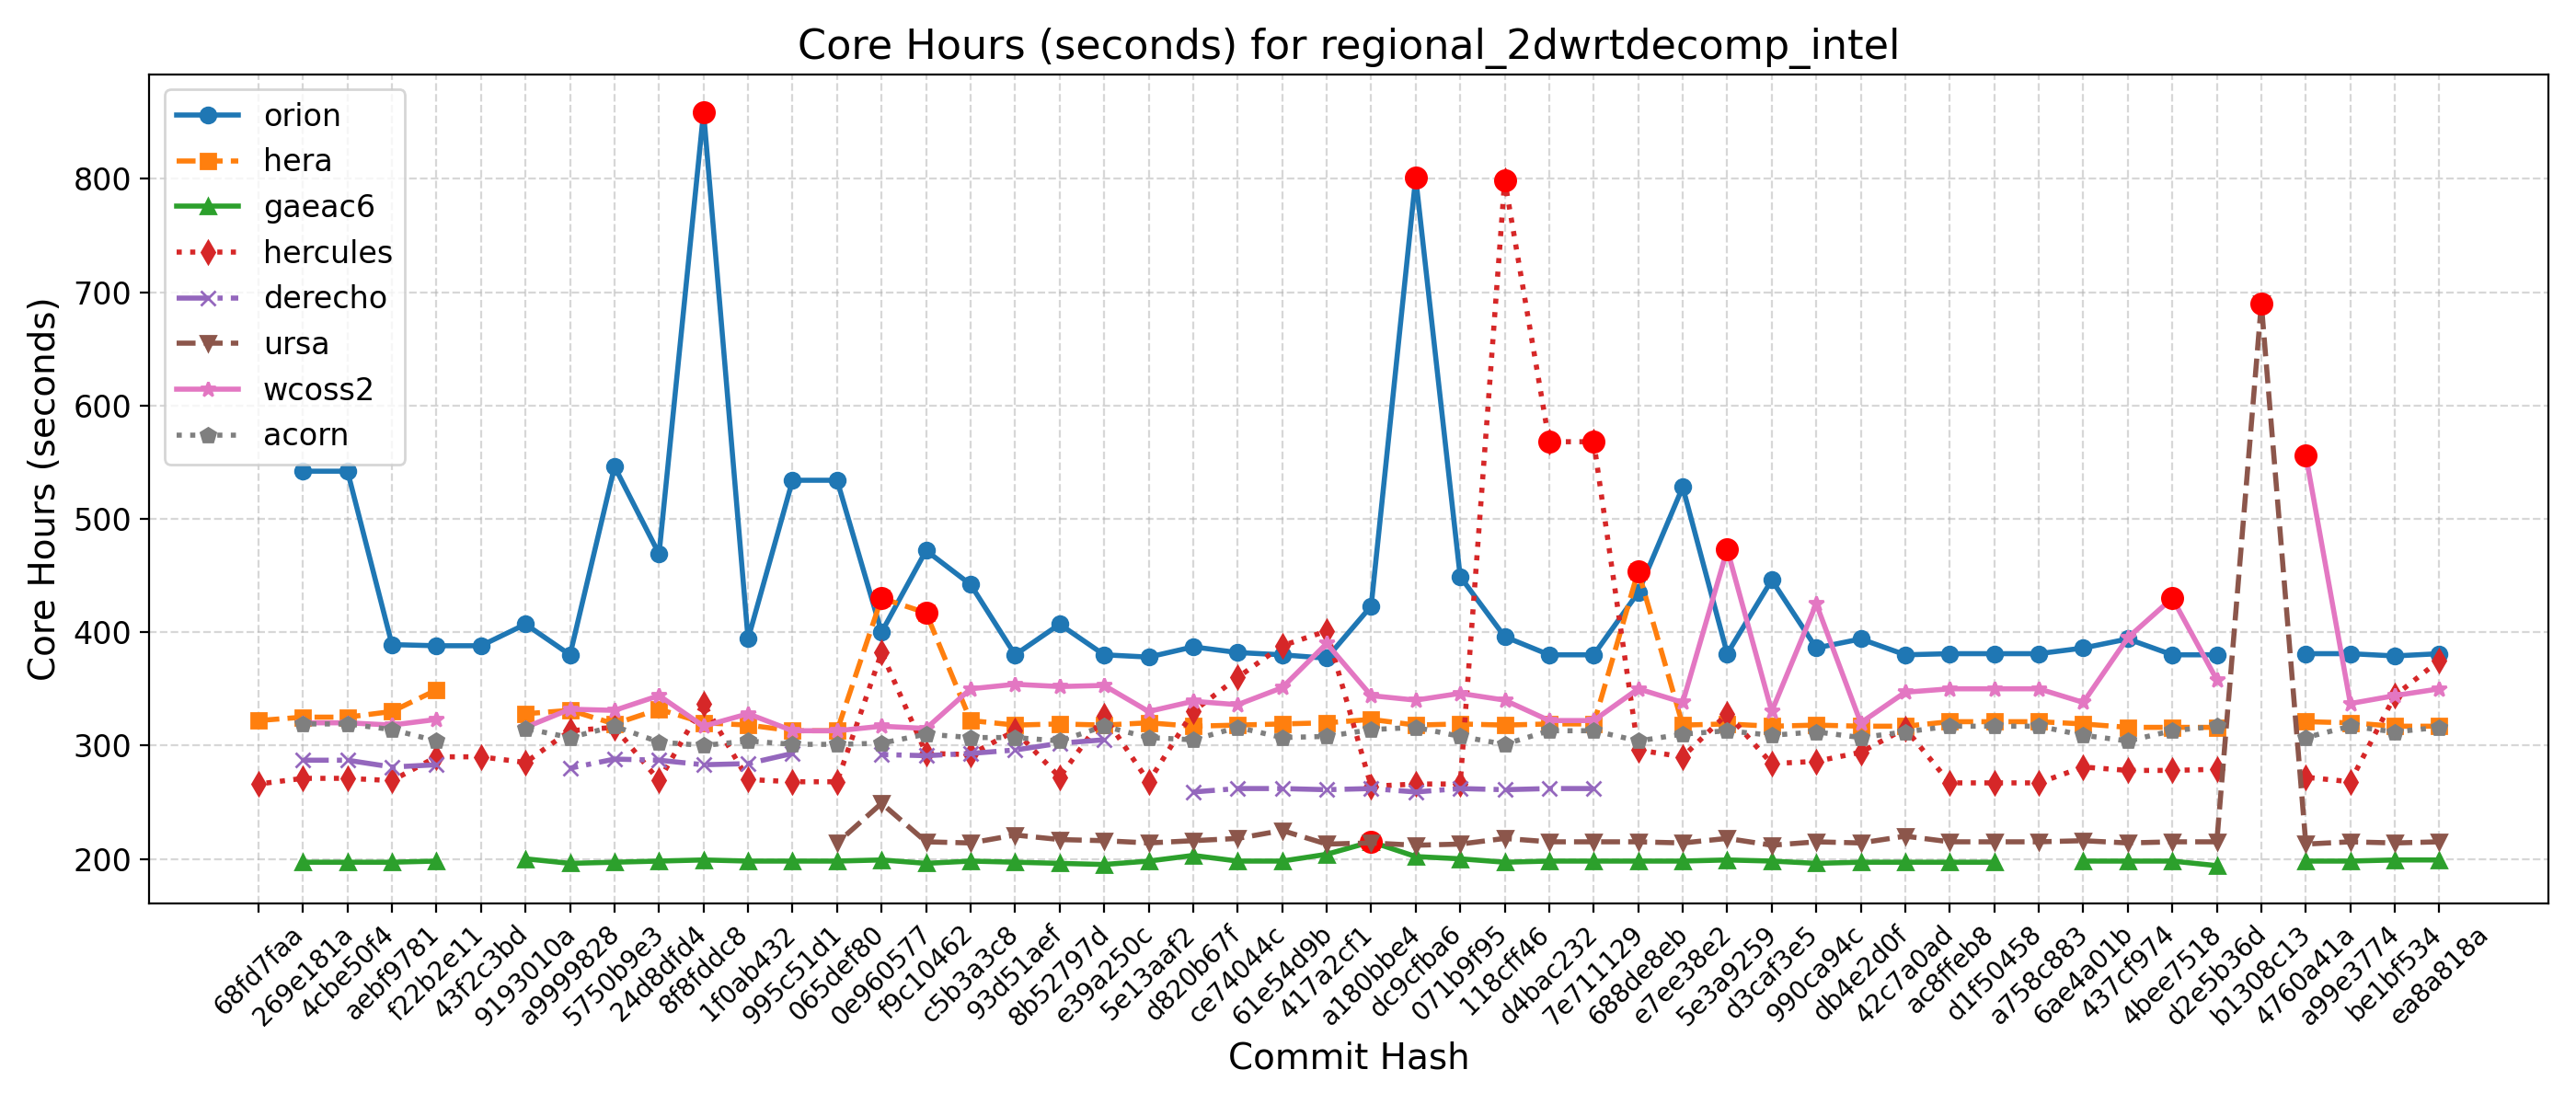 Core Hours (seconds) for regional_2dwrtdecomp_intel
orion
hera
gaeac6
hercules
derecho
ursa
wcoss2
acorn
Core Hours (seconds)
800
700
600
500
400
300
200
68fd7faa
269e181a
4cbe50f4
aebf9781
f22b2e11
43f2c3bd
9193010a
a9999828
5750b9e3
24d8dfd4
8f8fddc8
1f0ab432
995c51d1
065def80
0e960577
f9c10462
c5b3a3c8
93d51aef
8b52797d
e39a250c
5e13aaf2
d820b67f
ce74044c
61e54d9b
417a2cf1
a180bbe4
dc9cfba6
071b9f95
118cff46
d4bac232
7e711129
688de8eb
e7ee38e2
5e3a9259
d3caf3e5
990ca94c
db4e2d0f
42c7a0ad
ac8ffeb8
d1f50458
a758c883
6ae4a01b
437cf974
4bee7518
d2e5b36d
b1308c13
4760a41a
a99e3774
be1bf534
ea8a818a
Commit Hash